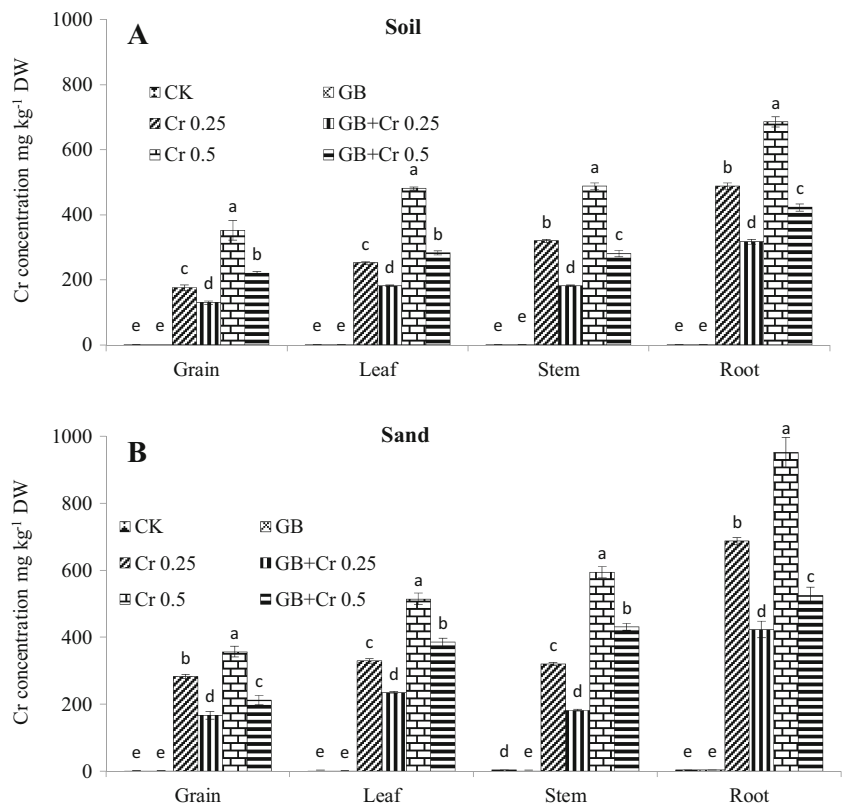 A
Soil
Cr concentration mg kg⁻¹ DW
1000
800
600
400
200
0
CK
GB
Cr 0.25
GB+Cr 0.25
Cr 0.5
GB+Cr 0.5
e e c d a b
e e c d a b
e e b d a c
e e b d a c
Grain Leaf Stem Root
B
Sand
Cr concentration mg kg⁻¹ DW
1000
800
600
400
200
0
CK
GB
Cr 0.25
GB+Cr 0.25
Cr 0.5
GB+Cr 0.5
e e b d a c
e e c d a b
d e c d a b
e e b d a c
Grain Leaf Stem Root